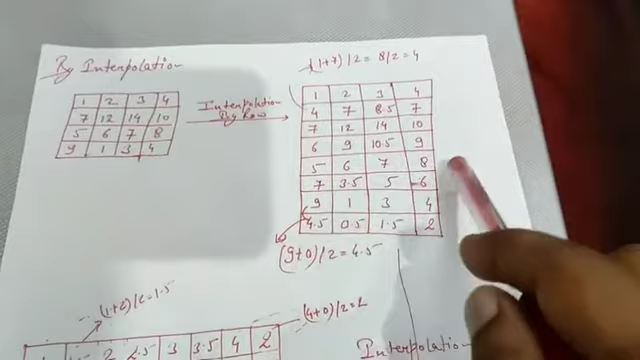 By Interpolation
1 2 3 4
7 12 14 10
5 6 7 8
9 1 3 4
Interpolation
By Row
(1+7)/2 = 8/2 = 4
1 2 3 4
4 7 8.5 7
7 12 14 10
6 9 10.5 9
5 6 7 8
7 3.5 5 6
9 1 3 4
4.5 0.5 1.5 2
(9+0)/2 = 4.5
(1+2)/2 = 1.5
(4+0)/2 = 2
2 2.5 3 3.5 4 2
Interpolation